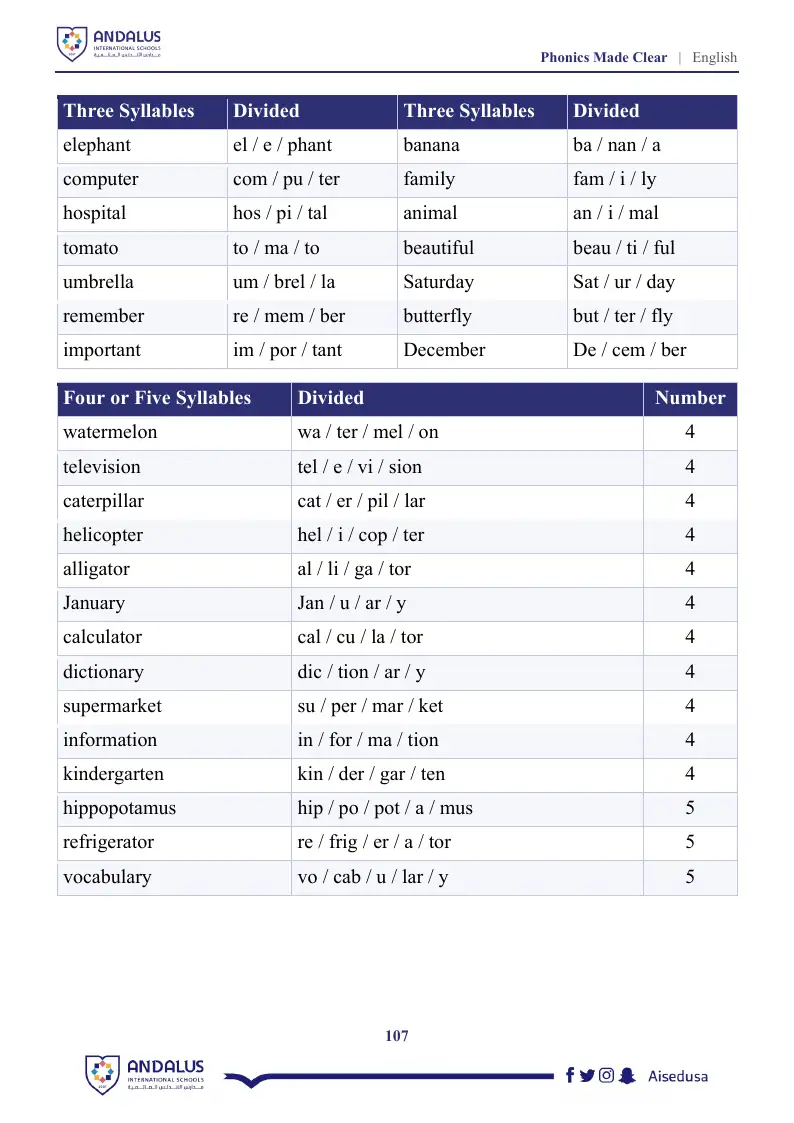 ANDALUS
INTERNATIONAL SCHOOLS
Phonics Made Clear | English
Three Syllables Divided Three Syllables Divided
elephant el / e / phant banana ba / nan / a
computer com / pu / ter family fam / i / ly
hospital hos / pi / tal animal an / i / mal
tomato to / ma / to beautiful beau / ti / ful
umbrella um / brel / la Saturday Sat / ur / day
remember re / mem / ber butterfly but / ter / fly
important im / por / tant December De / cem / ber
Four or Five Syllables Divided Number
watermelon wa / ter / mel / on 4
television tel / e / vi / sion 4
caterpillar cat / er / pil / lar 4
helicopter hel / i / cop / ter 4
alligator al / li / ga / tor 4
January Jan / u / ar / y 4
calculator cal / cu / la / tor 4
dictionary dic / tion / ar / y 4
supermarket su / per / mar / ket 4
information in / for / ma / tion 4
kindergarten kin / der / gar / ten 4
hippopotamus hip / po / pot / a / mus 5
refrigerator re / frig / er / a / tor 5
vocabulary vo / cab / u / lar / y 5
107
ANDALUS
INTERNATIONAL SCHOOLS
مدارس الأندلس العالمية
Aisedusa